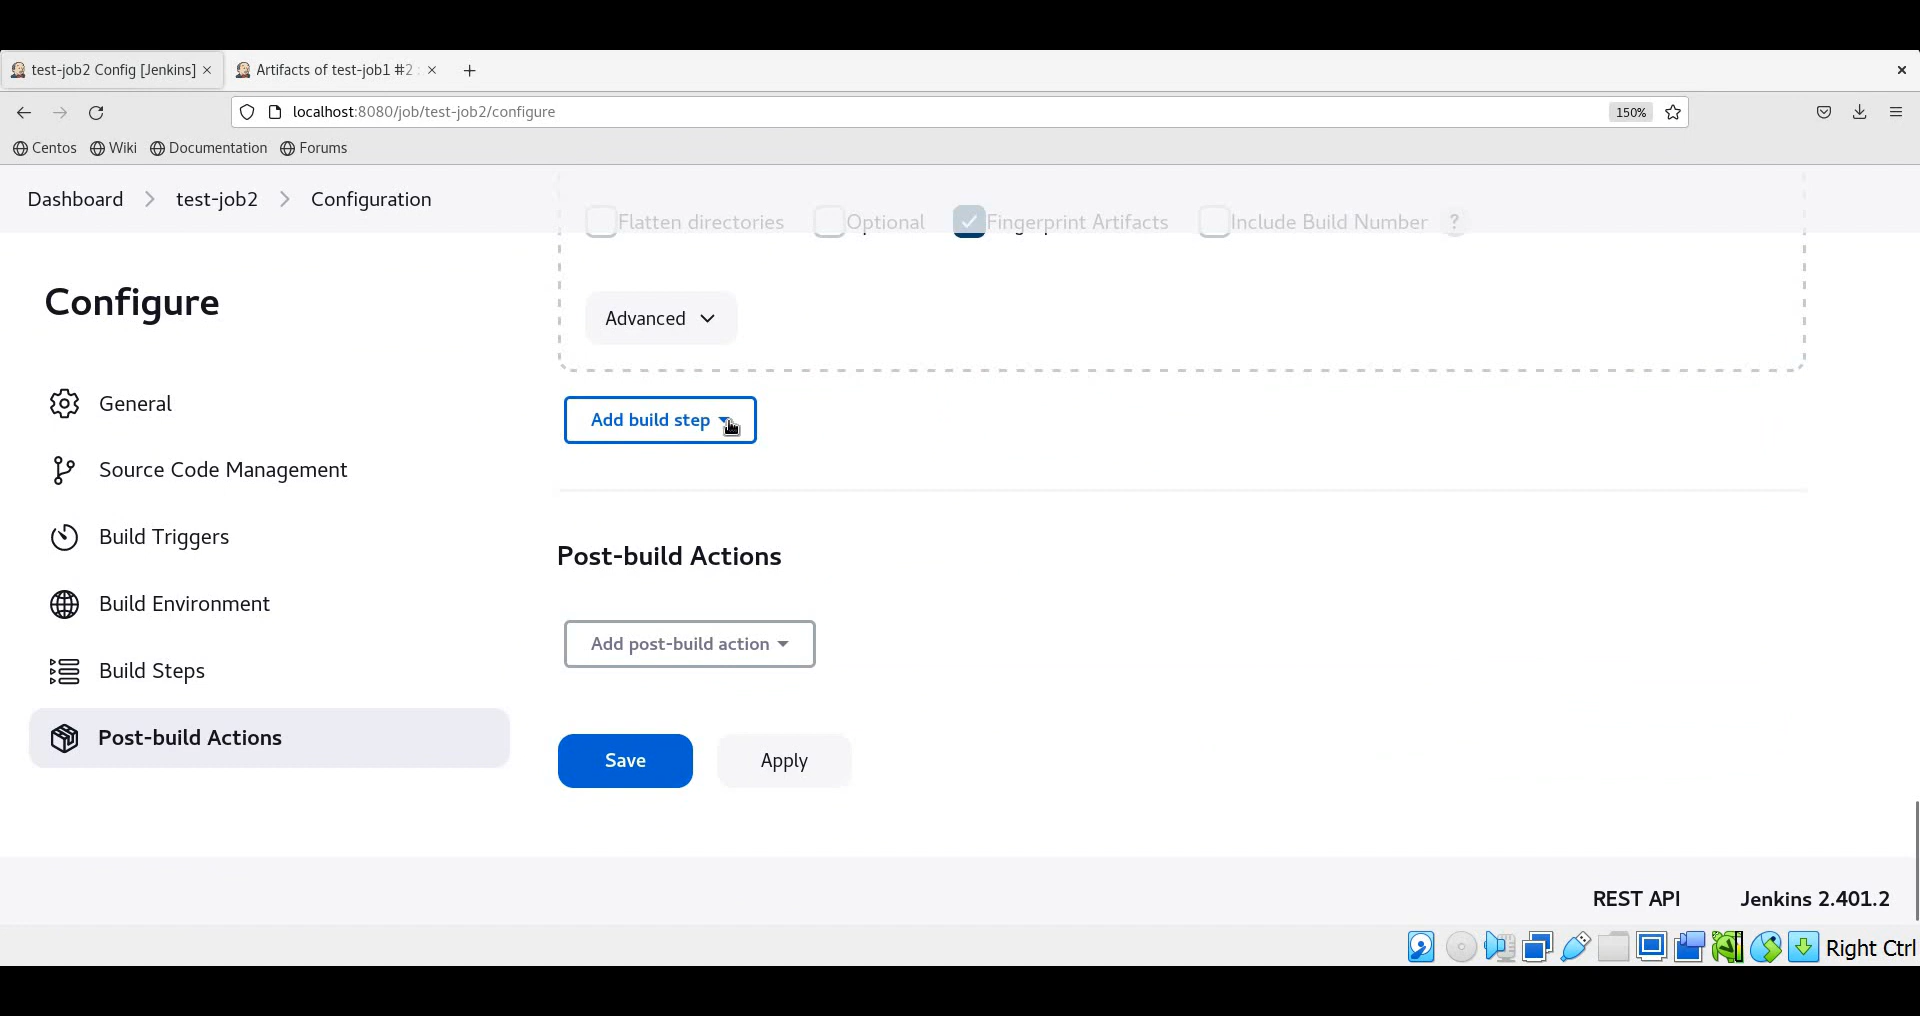 test-job2 Config [Jenkins]
Artifacts of test-job1 #2 :
localhost:8080/job/test-job2/configure
150%
Centos
Wiki
Documentation
Forums
Dashboard
test-job2
Configuration
Flatten directories
Optional
Fingerprint Artifacts
Include Build Number
?
Configure
Advanced
General
Add build step
Source Code Management
Build Triggers
Post-build Actions
Build Environment
Add post-build action
Build Steps
Post-build Actions
Save
Apply
REST API
Jenkins 2.401.2
Right Ctrl